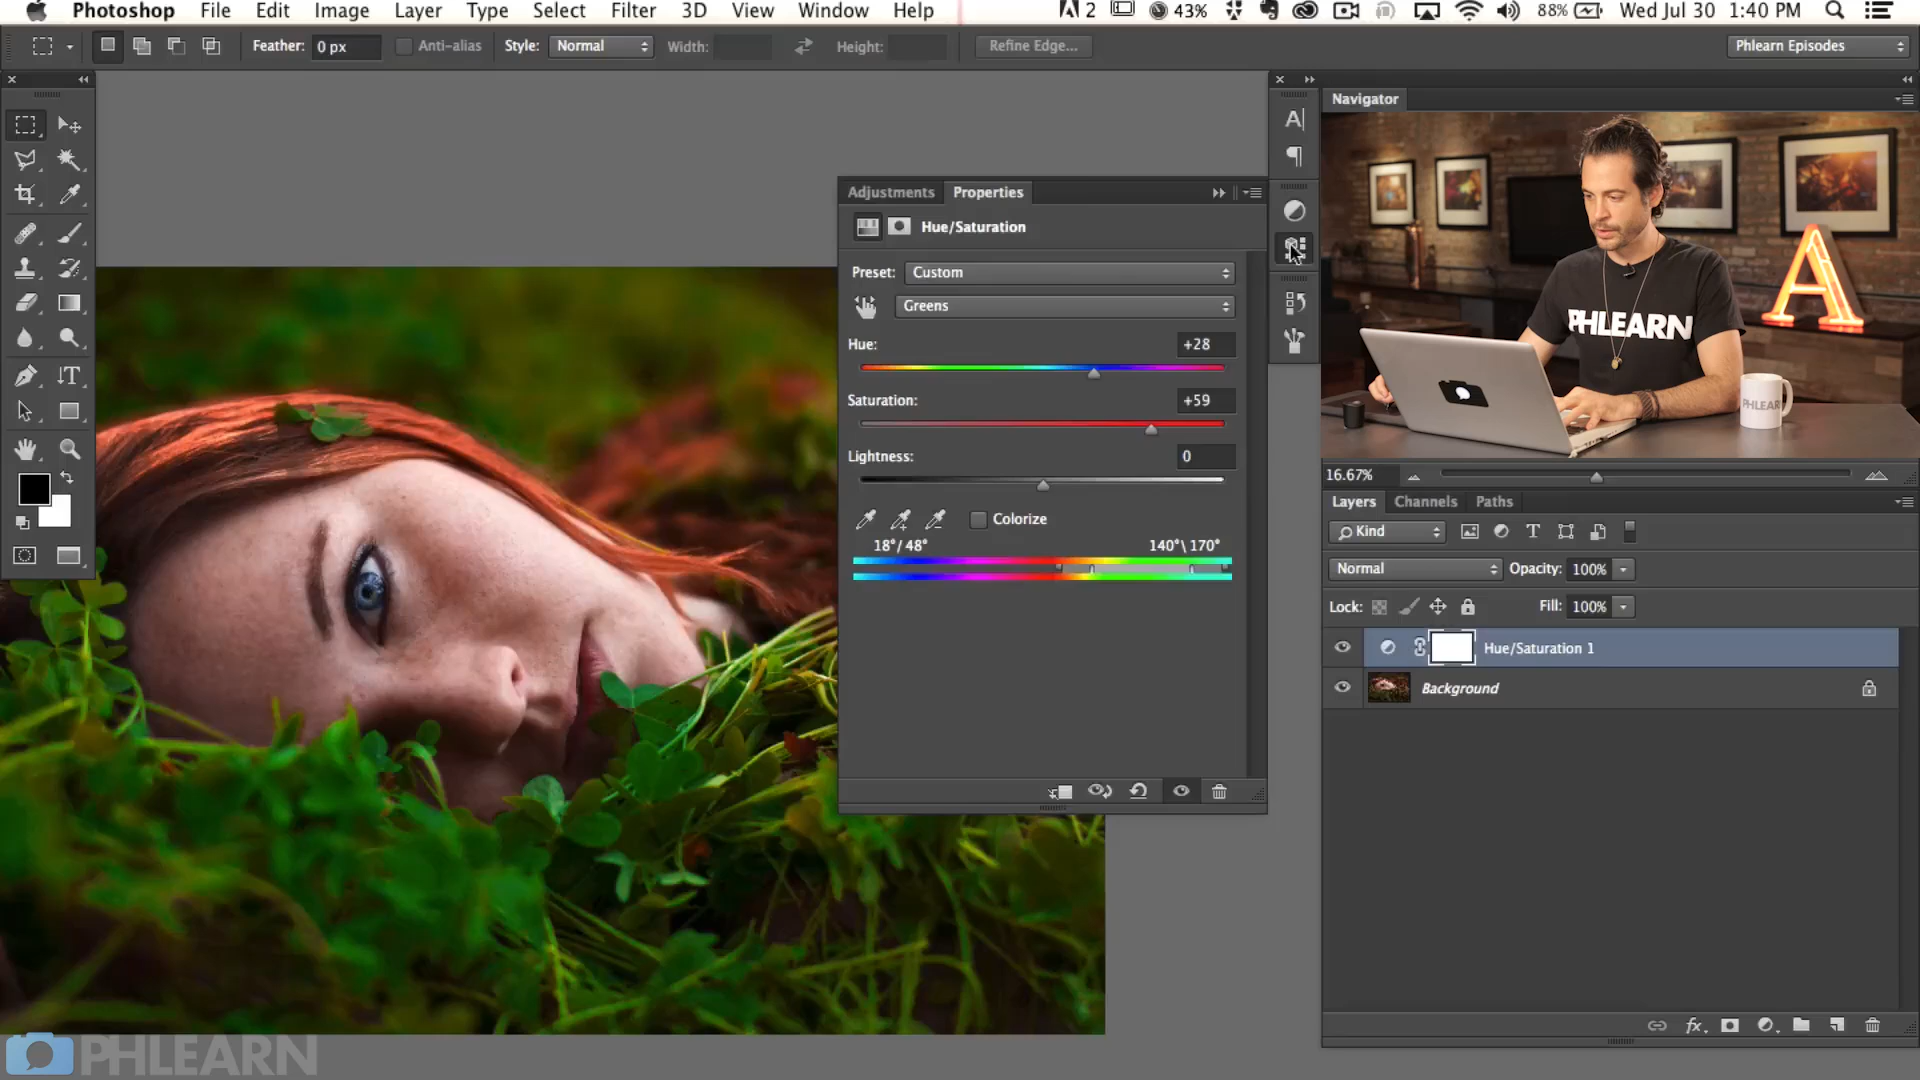 Photoshop File Edit Image Layer Type Select Filter 3D View Window Help
2 43% 88% Wed Jul 30 1:40 PM
Feather: 0 px Anti-alias Style: Normal Width: Height: Refine Edge... Phlearn Episodes
Navigator
A
PHLEARN
PHLEARN
16.67%
Adjustments Properties
Hue/Saturation
Preset: Custom
Greens
Hue: +28
Saturation: +59
Lightness: 0
Colorize
18°/ 48° 140°\ 170°
Layers Channels Paths
Kind
Normal Opacity: 100%
Lock: Fill: 100%
Hue/Saturation 1
Background
PHLEARN